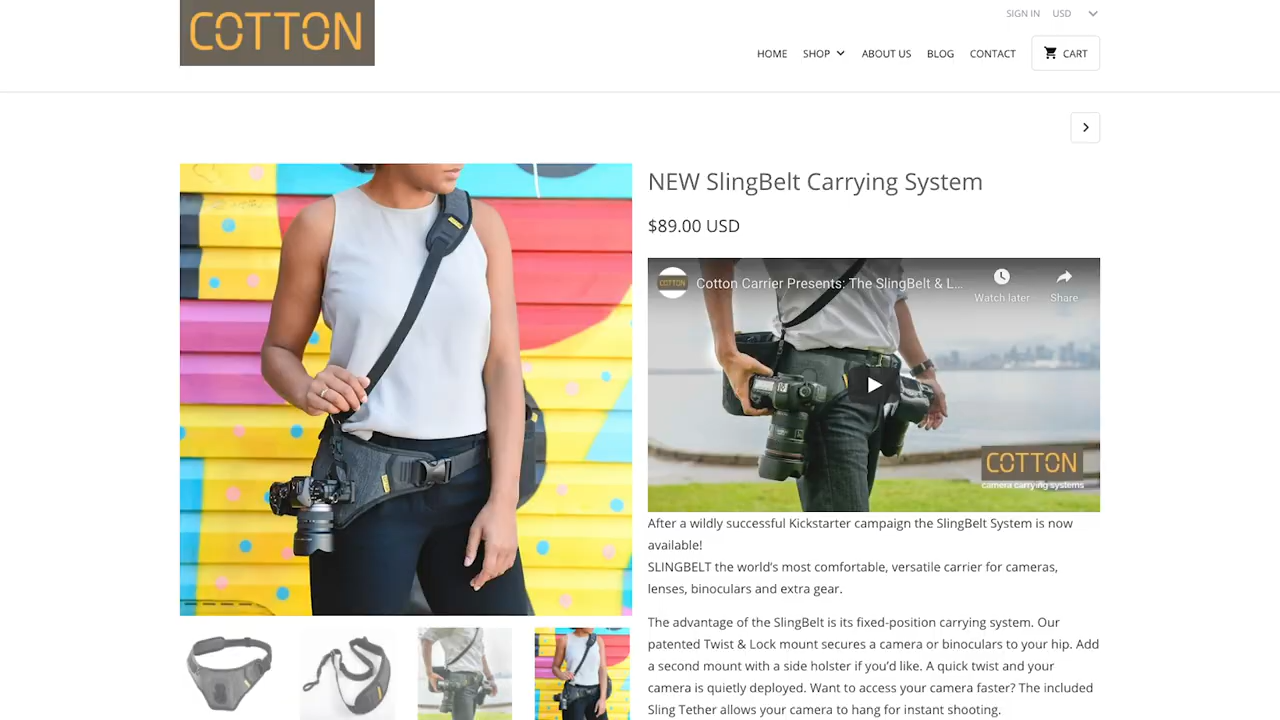 COTTON
SIGN IN USD
HOME SHOP ABOUT US BLOG CONTACT CART
NEW SlingBelt Carrying System
$89.00 USD
COTTON
Cotton Carrier Presents: The SlingBelt & L...
Watch later Share
COTTON
camera carrying systems
After a wildly successful Kickstarter campaign the SlingBelt System is now
available!
SLINGBELT the world’s most comfortable, versatile carrier for cameras,
lenses, binoculars and extra gear.
The advantage of the SlingBelt is its fixed-position carrying system. Our
patented Twist & Lock mount secures a camera or binoculars to your hip. Add
a second mount with a side holster if you’d like. A quick twist and your
camera is quietly deployed. Want to access your camera faster? The included
Sling Tether allows your camera to hang for instant shooting.